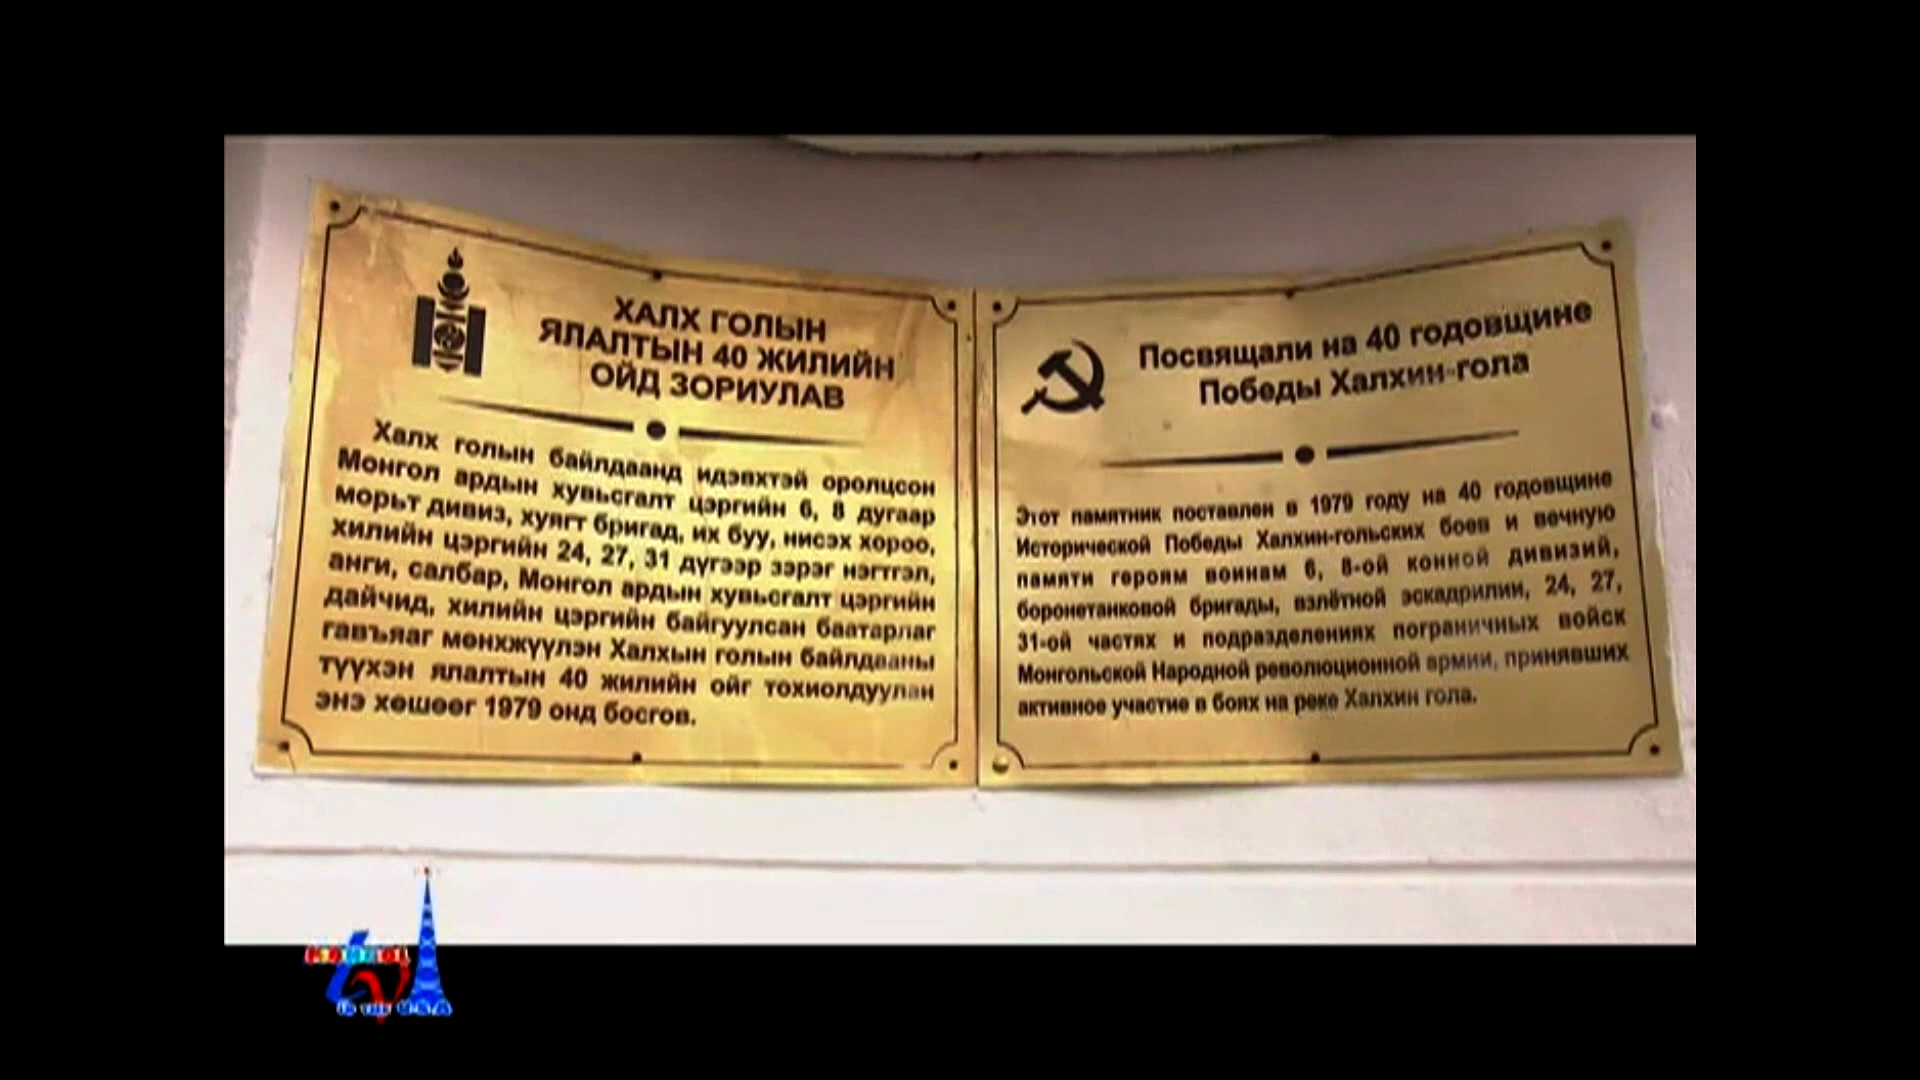 ХАЛХ ГОЛЫН
ЯЛАЛТЫН 40 ЖИЛИЙН
ОЙД ЗОРИУЛАВ
Халх голын байлдаанд идэвхтэй оролцсон
Монгол ардын хувьсгалт цэргийн 6, 8 дугаар
морьт дивиз, хуягт бригад, их буу, нисэх хороо,
хилийн цэргийн 24, 27, 31 дүгээр зэрэг нэгтгэл,
анги, салбар, Монгол ардын хувьсгалт цэргийн
дайчид, хилийн цэргийн байгуулсан баатарлаг
гавъяаг мөнхжүүлэн Халхын голын байлдааны
түүхэн ялалтын 40 жилийн ойг тохиолдуулан
энэ хөшөөг 1979 онд босгов.
Посвящали на 40 годовщине
Победы Халхин-гола
Этот памятник поставлен в 1979 году на 40 годовщине
Исторической Победы Халхин-гольских боев и вечную
памяти героям воинам 6, 8-ой конной дивизий,
боронетанковой бригады, взлётной эскадрилии, 24, 27,
31-ой частях и подразделениях пограничных войск
Монгольской Народной революционной армии, принявших
активное участие в боях на реке Халхин гола.
MONGOL
TV
IN THE U.S.A